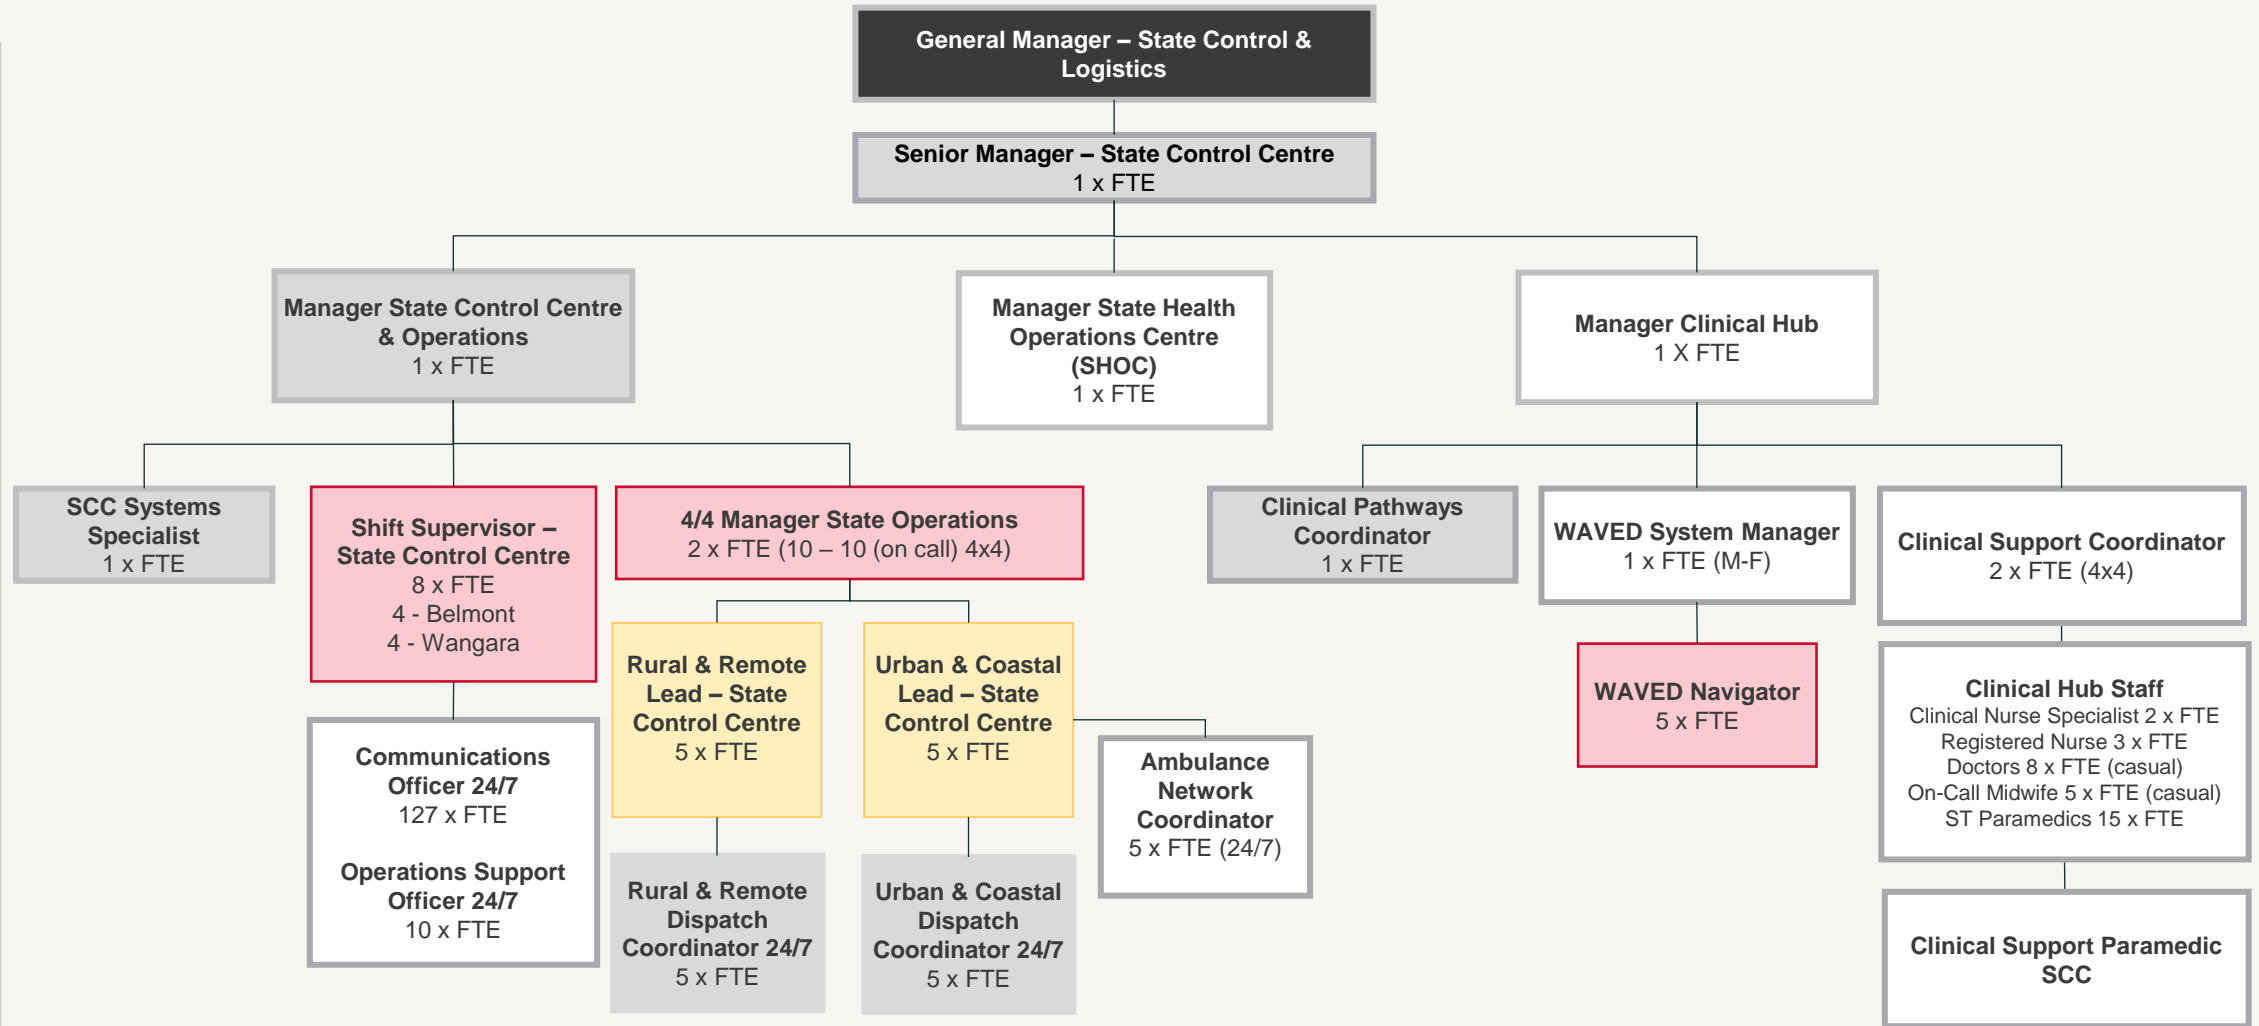 General Manager – State Control &
Logistics
Senior Manager – State Control Centre
1 x FTE
Manager State Control Centre
& Operations
1 x FTE
Manager State Health
Operations Centre
(SHOC)
1 x FTE
Manager Clinical Hub
1 X FTE
SCC Systems
Specialist
1 x FTE
Shift Supervisor –
State Control Centre
8 x FTE
4 - Belmont
4 - Wangara
4/4 Manager State Operations
2 x FTE (10 – 10 (on call) 4x4)
Clinical Pathways
Coordinator
1 x FTE
WAVED System Manager
1 x FTE (M-F)
Clinical Support Coordinator
2 x FTE (4x4)
Communications
Officer 24/7
127 x FTE
Operations Support
Officer 24/7
10 x FTE
Rural & Remote
Lead – State
Control Centre
5 x FTE
Urban & Coastal
Lead – State
Control Centre
5 x FTE
Ambulance
Network
Coordinator
5 x FTE (24/7)
Rural & Remote
Dispatch
Coordinator 24/7
5 x FTE
Urban & Coastal
Dispatch
Coordinator 24/7
5 x FTE
WAVED Navigator
5 x FTE
Clinical Hub Staff
Clinical Nurse Specialist 2 x FTE
Registered Nurse 3 x FTE
Doctors 8 x FTE (casual)
On-Call Midwife 5 x FTE (casual)
ST Paramedics 15 x FTE
Clinical Support Paramedic
SCC